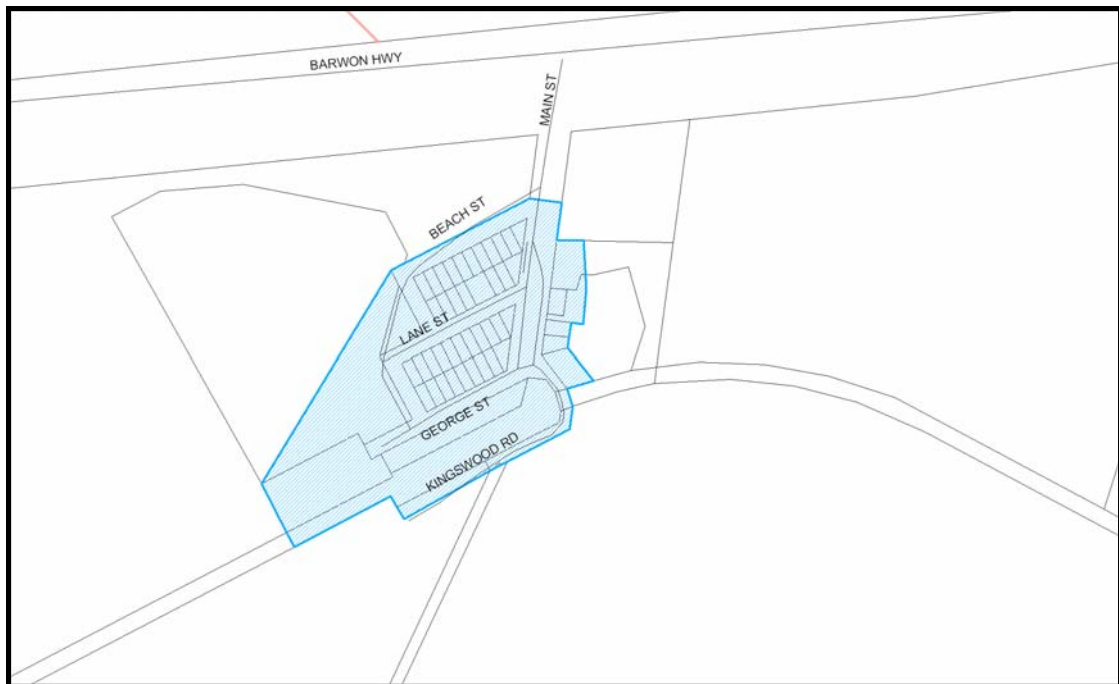 BARWON HWY
MAIN ST
BEACH ST
LANE ST
GEORGE ST
KINGSWOOD RD